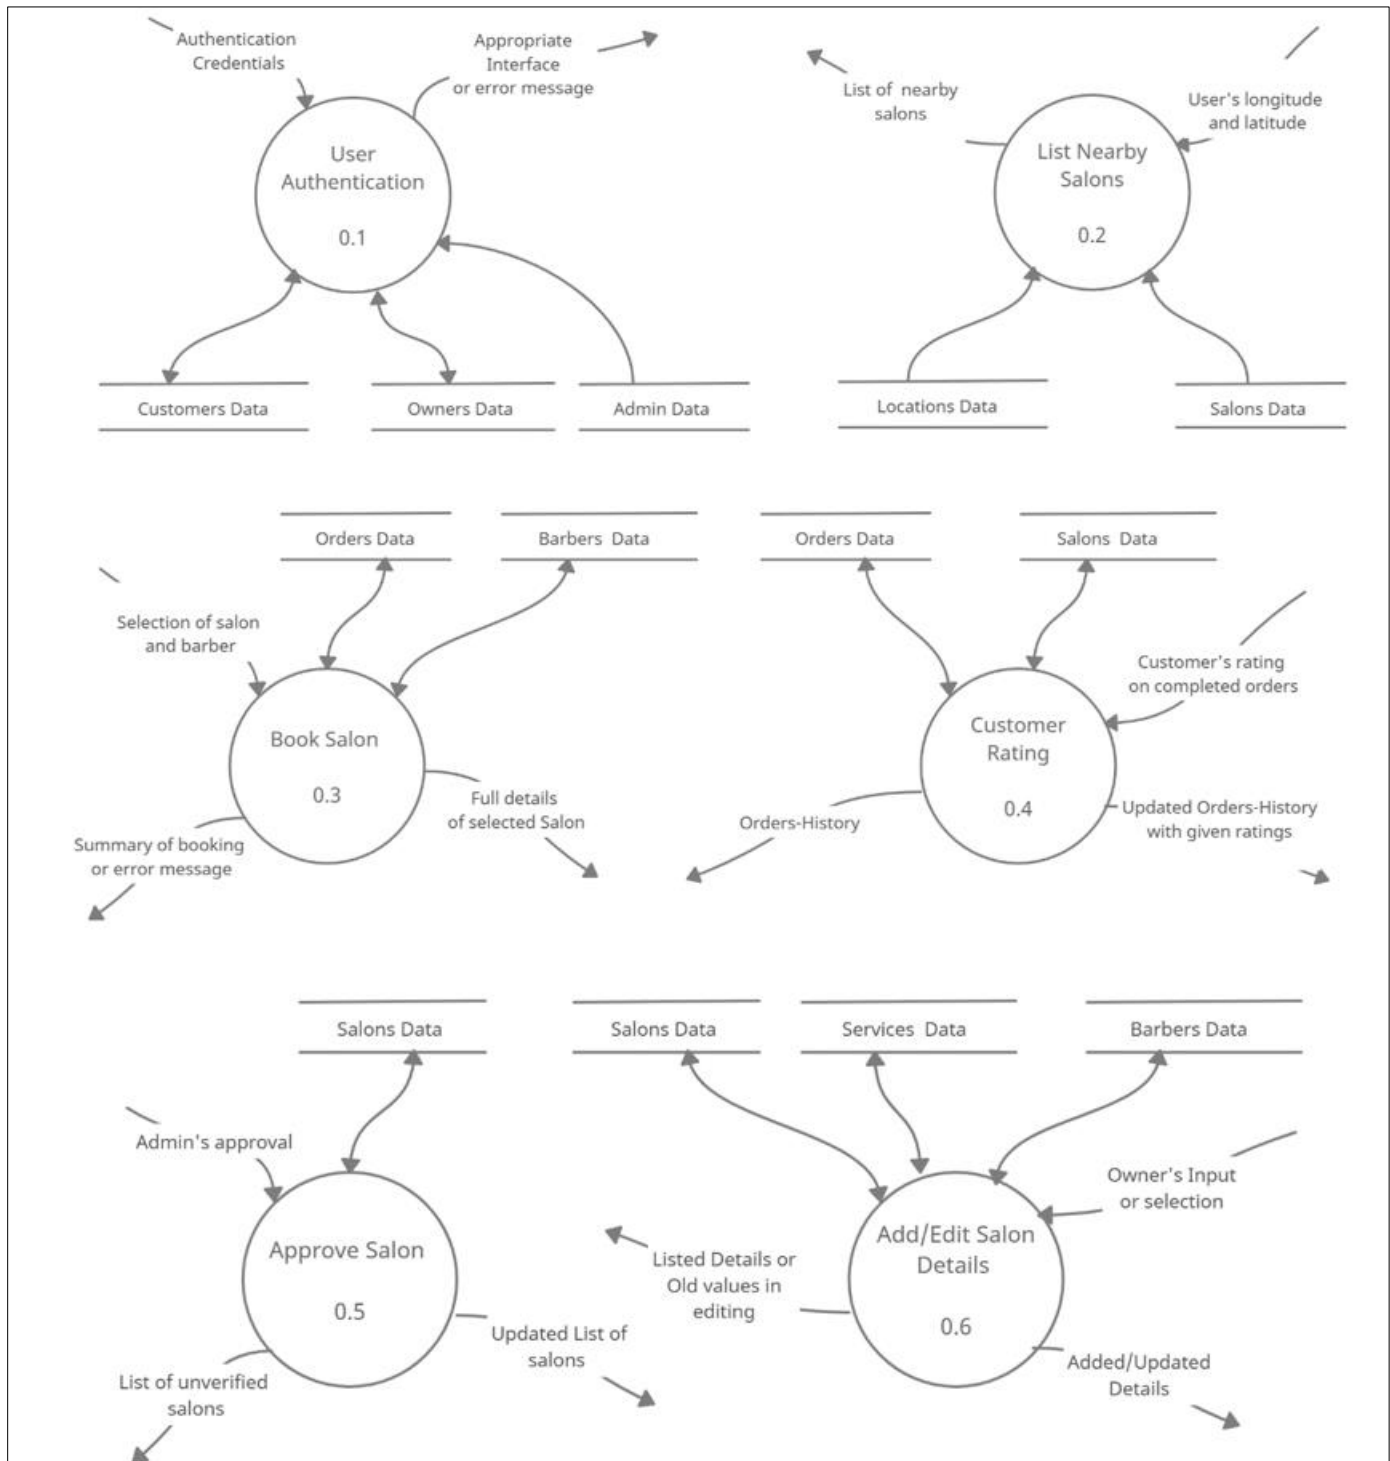 Authentication
Credentials
Appropriate
Interface
or error message
User
Authentication
0.1
Customers Data
Owners Data
Admin Data
List of nearby
salons
User's longitude
and latitude
List Nearby
Salons
0.2
Locations Data
Salons Data
Orders Data
Barbers Data
Selection of salon
and barber
Book Salon
0.3
Full details
of selected Salon
Summary of booking
or error message
Orders Data
Salons Data
Customer's rating
on completed orders
Customer
Rating
0.4
Orders-History
Updated Orders-History
with given ratings
Salons Data
Admin's approval
Approve Salon
0.5
Updated List of
salons
List of unverified
salons
Salons Data
Services Data
Barbers Data
Owner's Input
or selection
Add/Edit Salon
Details
0.6
Listed Details or
Old values in
editing
Added/Updated
Details